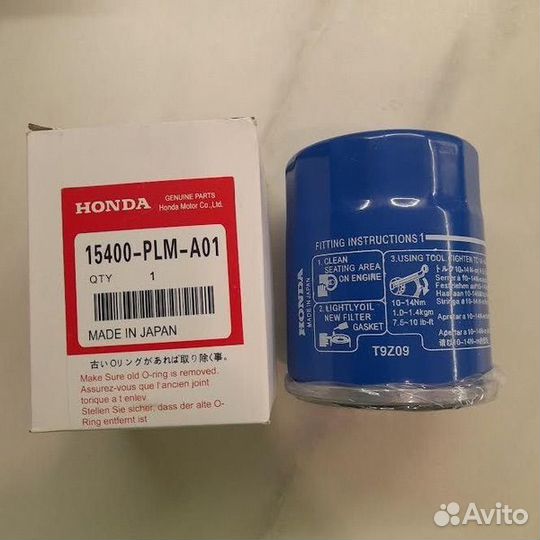 HONDA
GENUINE PARTS
Honda Motor Co.,Ltd.
15400-PLM-A01
QTY 1
MADE IN JAPAN
古い Oリングがあれば取り除く事。
Make Sure old O-ring is removed.
Assurez-vous que l'ancien joint
torique a t enlev
Stellen Sie sicher, dass der alte O-
Ring entfernt ist
FITTING INSTRUCTIONS 1
1. CLEAN
SEATING AREA
ON ENGINE
2. LIGHTLYOIL
NEW FILTER
GASKET
3. USING TOOL
10-14Nm
1.0-1.4kgm
7.5-10 lb-ft
HONDA
MADE IN JAPAN
T9Z09
Avito